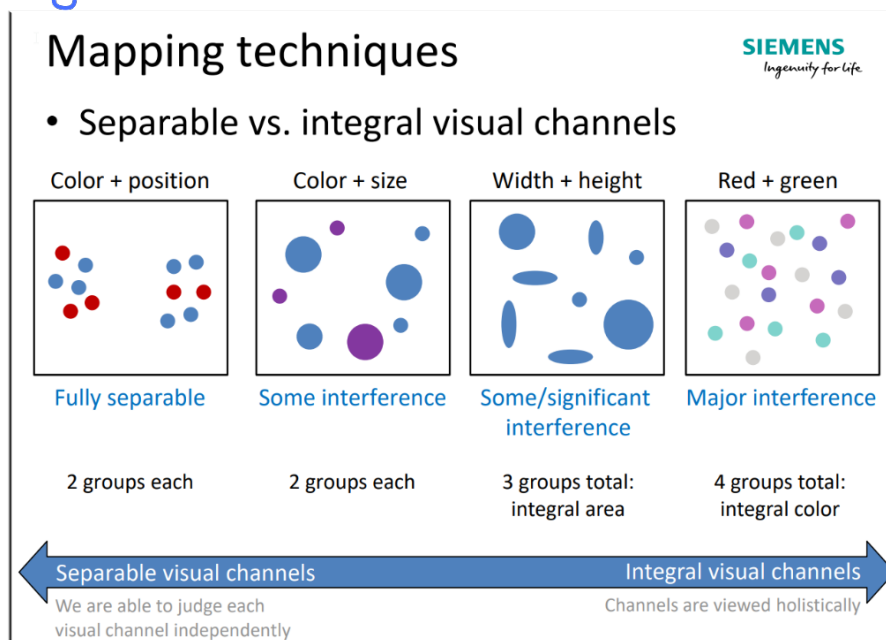 Mapping techniques
SIEMENS
Ingenuity for life
• Separable vs. integral visual channels
Color + position
Color + size
Width + height
Red + green
Fully separable
Some interference
Some/significant
interference
Major interference
2 groups each
2 groups each
3 groups total:
integral area
4 groups total:
integral color
Separable visual channels
Integral visual channels
We are able to judge each
visual channel independently
Channels are viewed holistically